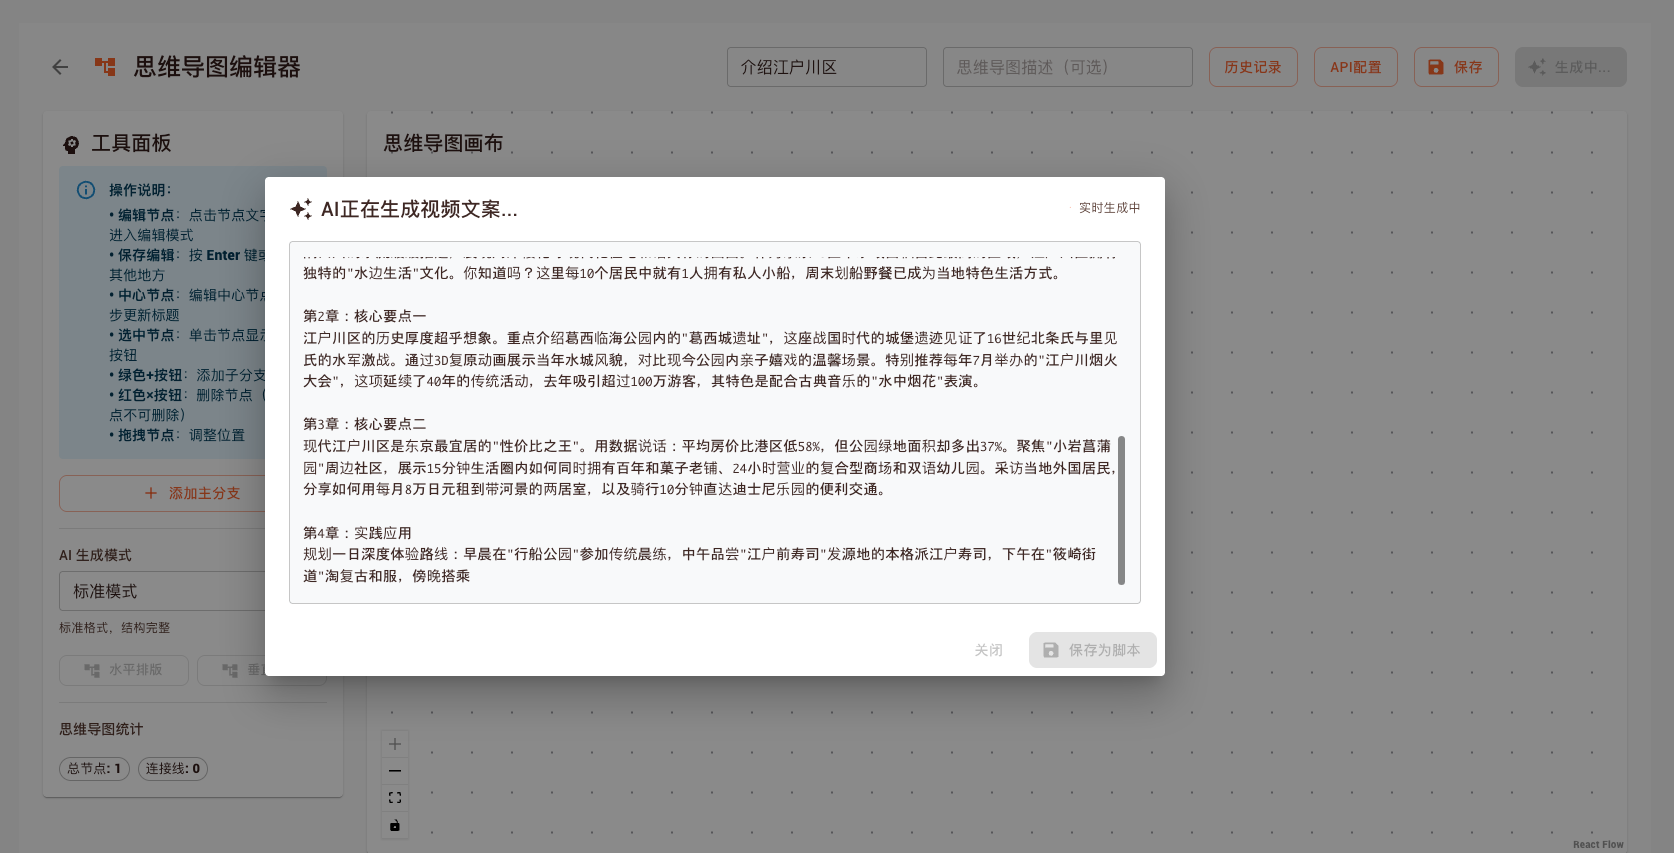 思维导图编辑器
介绍江户川区
思维导图描述（可选）
历史记录
API配置
保存
生成中...
工具面板
操作说明：
• 编辑节点：点击节点文字
进入编辑模式
• 保存编辑：按 Enter 键或
其他地方
• 中心节点：编辑中心节点
步更新标题
• 选中节点：单击节点显示
按钮
• 绿色+按钮：添加子分支
• 红色×按钮：删除节点（
点不可删除）
• 拖拽节点：调整位置
添加主分支
AI 生成模式
标准模式
标准格式，结构完整
水平排版
思维导图统计
总节点: 1
连接线: 0
思维导图画布
AI正在生成视频文案...
实时生成中
独特的"水边生活"文化。你知道吗？这里每10个居民中就有1人拥有私人小船，周末划船野餐已成为当地特色生活方式。
第2章：核心要点一
江户川区的历史厚度超乎想象。重点介绍葛西临海公园内的"葛西城遗址"，这座战国时代的城堡遗迹见证了16世纪北条氏与里见
氏的水军激战。通过3D复原动画展示当年水城风貌，对比现今公园内亲子嬉戏的温馨场景。特别推荐每年7月举办的"江户川烟火
大会"，这项延续了40年的传统活动，去年吸引超过100万游客，其特色是配合古典音乐的"水中烟花"表演。
第3章：核心要点二
现代江户川区是东京最宜居的"性价比之王"。用数据说话：平均房价比港区低58%，但公园绿地面积却多出37%。聚焦"小岩菖蒲
园"周边社区，展示15分钟生活圈内如何同时拥有百年和菓子老铺、24小时营业的复合型商场和双语幼儿园。采访当地外国居民，
分享如何用每月8万日元租到带河景的两居室，以及骑行10分钟直达迪士尼乐园的便利交通。
第4章：实践应用
规划一日深度体验路线：早晨在"行船公园"参加传统晨练，中午品尝"江户前寿司"发源地的本格派江户寿司，下午在"筱崎街
道"淘复古和服，傍晚搭乘
关闭
保存为脚本
React Flow